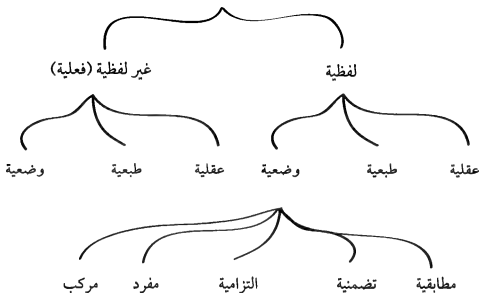 لفظية غير لفظية (فعلية)
عقلية طبعية وضعية عقلية طبعية وضعية
مطابقية تضمنية التزامية مفرد مركب